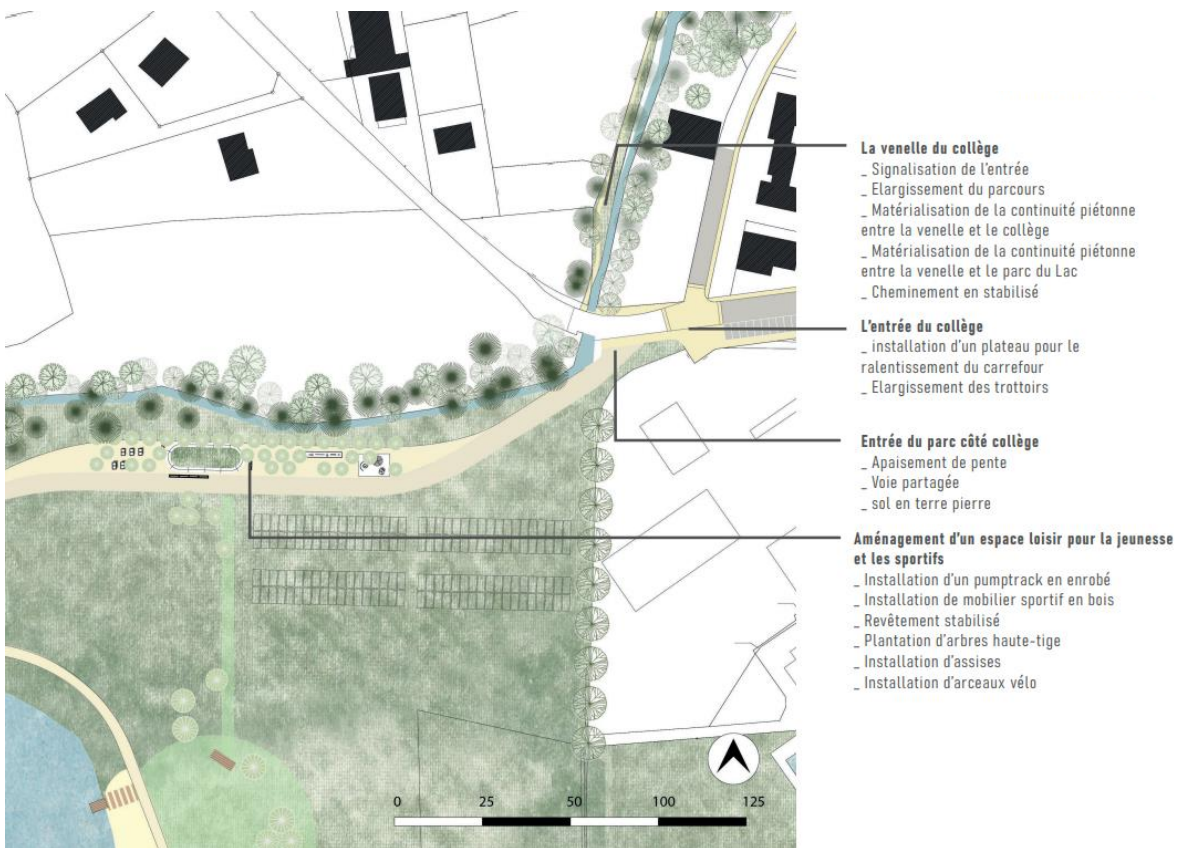 La venelle du collège
_ Signalisation de l'entrée
_ Elargissement du parcours
_ Matérialisation de la continuité piétonne
entre la venelle et le collège
_ Matérialisation de la continuité piétonne
entre la venelle et le parc du Lac
_ Cheminement en stabilisé
L'entrée du collège
_ installation d'un plateau pour le
ralentissement du carrefour
_ Elargissement des trottoirs
Entrée du parc côté collège
_ Apaisement de pente
_ Voie partagée
_ sol en terre pierre
Aménagement d'un espace loisir pour la jeunesse
et les sportifs
_ Installation d'un pumptrack en enrobé
_ Installation de mobilier sportif en bois
_ Revêtement stabilisé
_ Plantation d'arbres haute-tige
_ Installation d'assises
_ Installation d'arceaux vélo
0 25 50 100 125